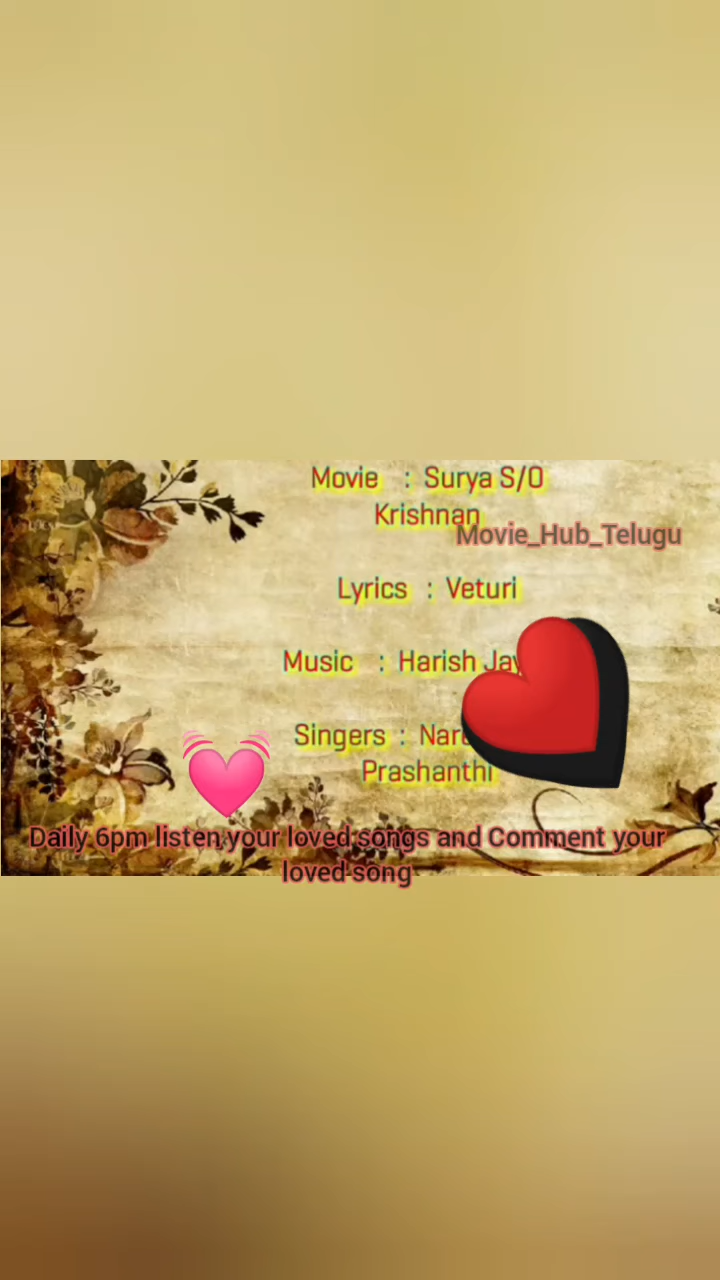 Movie : Surya S/O
Krishnan
Movie_Hub_Telugu
Lyrics : Veturi
Music : Harish
Singers :
Prashanthi
Daily 6pm listen,your loved songs and Comment your
loved song